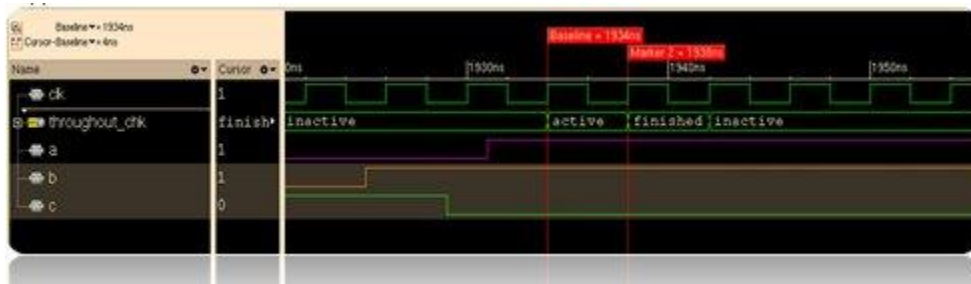 Baseline = 1934ns
Cursor-Baseline = 4ns
Baseline = 1934ns
Marker 2 = 1938ns
Name
Cursor
0ns
1930ns
1940ns
1950ns
clk
1
throughout_chk
finish
inactive
active
finished
inactive
a
1
b
1
c
0